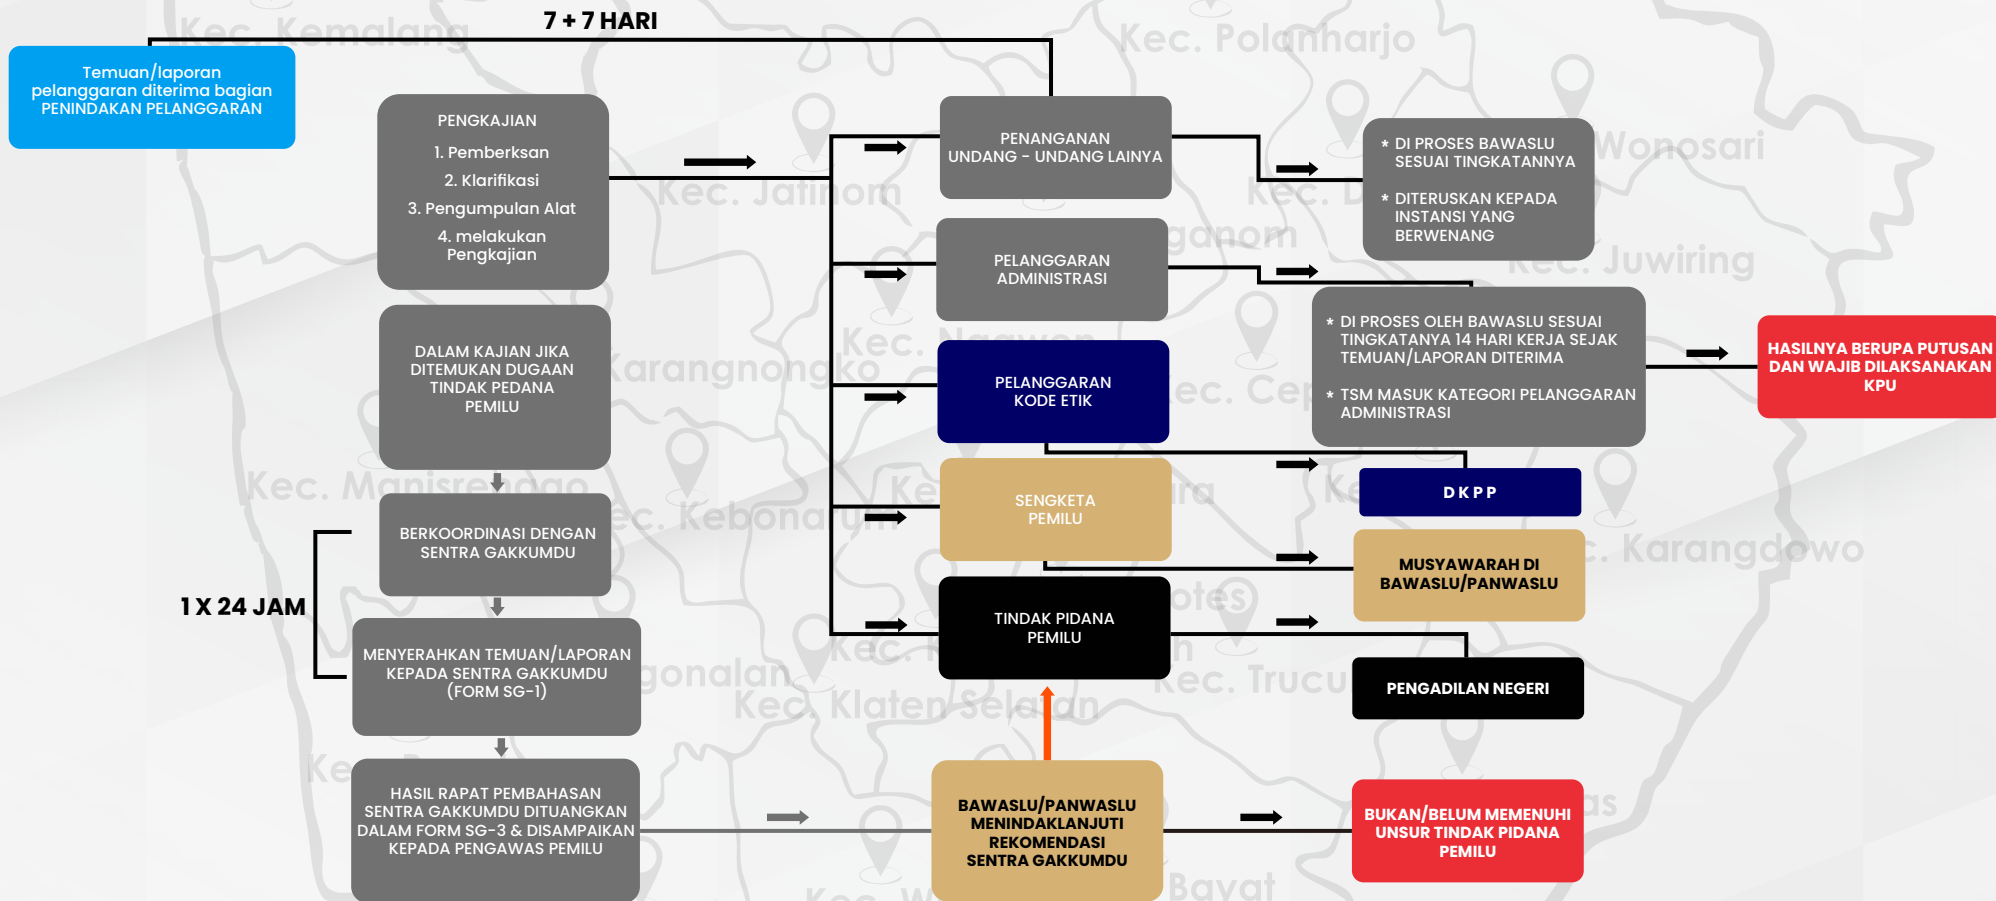 7 + 7 HARI
Temuan/laporan
pelanggaran diterima bagian
PENINDAKAN PELANGGARAN
PENGKAJIAN
1. Pemberksan
2. Klarifikasi
3. Pengumpulan Alat
4. melakukan
Pengkajian
DALAM KAJIAN JIKA
DITEMUKAN DUGAAN
TINDAK PEDANA
PEMILU
BERKOORDINASI DENGAN
SENTRA GAKKUMDU
1 X 24 JAM
MENYERAHKAN TEMUAN/LAPORAN
KEPADA SENTRA GAKKUMDU
(FORM SG-1)
HASIL RAPAT PEMBAHASAN
SENTRA GAKKUMDU DITUANGKAN
DALAM FORM SG-3 & DISAMPAIKAN
KEPADA PENGAWAS PEMILU
PENANGANAN
UNDANG - UNDANG LAINYA
PELANGGARAN
ADMINISTRASI
PELANGGARAN
KODE ETIK
SENGKETA
PEMILU
TINDAK PIDANA
PEMILU
BAWASLU/PANWASLU
MENINDAKLANJUTI
REKOMENDASI
SENTRA GAKKUMDU
* DI PROSES BAWASLU
SESUAI TINGKATANNYA
* DITERUSKAN KEPADA
INSTANSI YANG
BERWENANG
* DI PROSES OLEH BAWASLU SESUAI
TINGKATANYA 14 HARI KERJA SEJAK
TEMUAN/LAPORAN DITERIMA
* TSM MASUK KATEGORI PELANGGARAN
ADMINISTRASI
HASILNYA BERUPA PUTUSAN
DAN WAJIB DILAKSANAKAN
KPU
DKPP
MUSYAWARAH DI
BAWASLU/PANWASLU
PENGADILAN NEGERI
BUKAN/BELUM MEMENUHI
UNSUR TINDAK PIDANA
PEMILU
Kec. Kemalang
Kec. Polanharjo
Wonosari
Kec. Jatinom
Kec. Juwiring
Karangnongko
Kec. Manisrenggo
Kec. Kebonarum
Karangdowo
Kec. Klaten Selatan
Kec. Trucu
Bayat